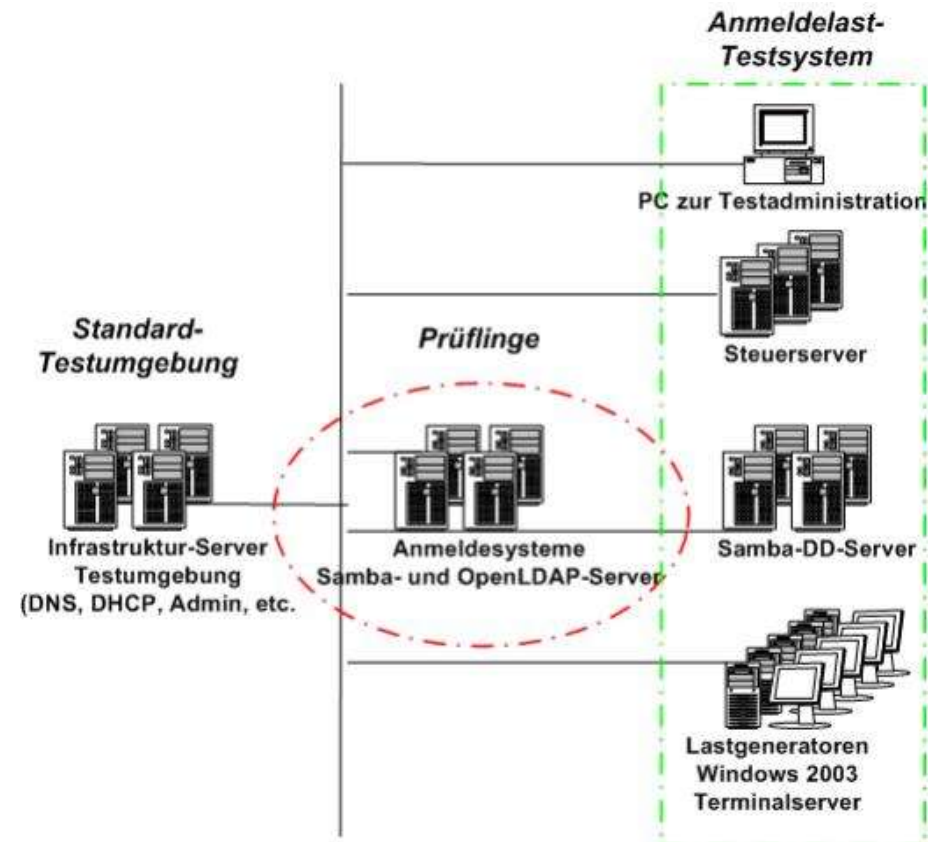 Anmeldelast-
Testsystem
PC zur Testadministration
Steuerserver
Standard-
Testumgebung
Prüflinge
Infrastruktur-Server
Testumgebung
(DNS, DHCP, Admin, etc.
Anmeldesysteme
Samba- und OpenLDAP-Server
Samba-DD-Server
Lastgeneratoren
Windows 2003
Terminalserver